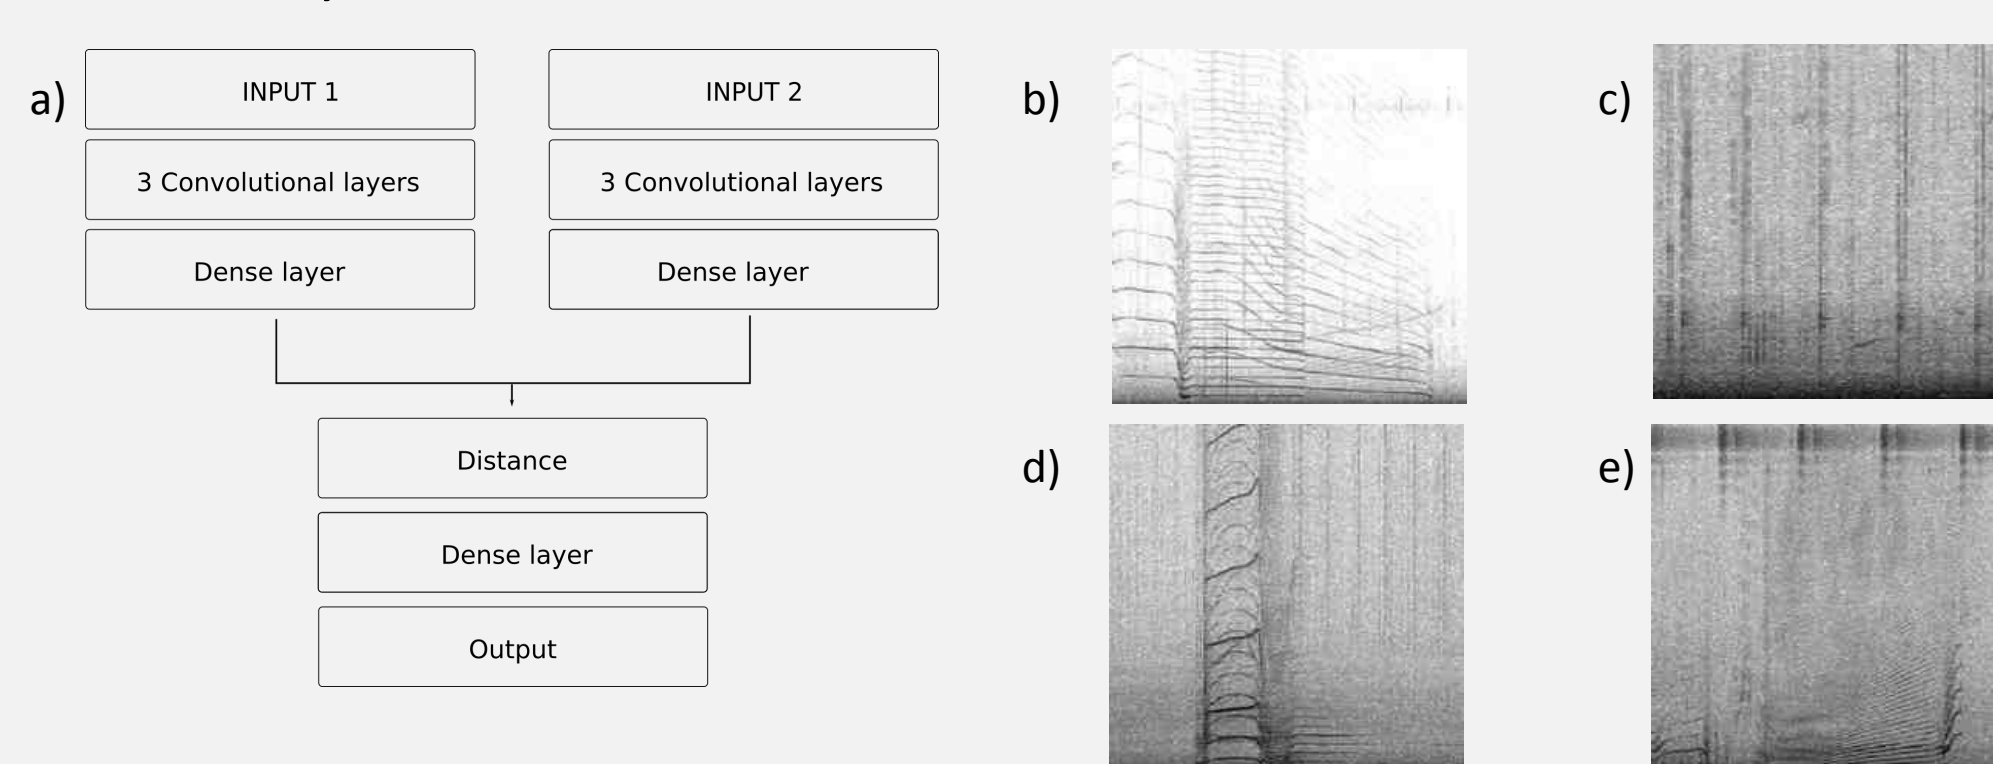 a)
INPUT 1
INPUT 2
3 Convolutional layers
3 Convolutional layers
Dense layer
Dense layer
Distance
Dense layer
Output
b)
c)
d)
e)